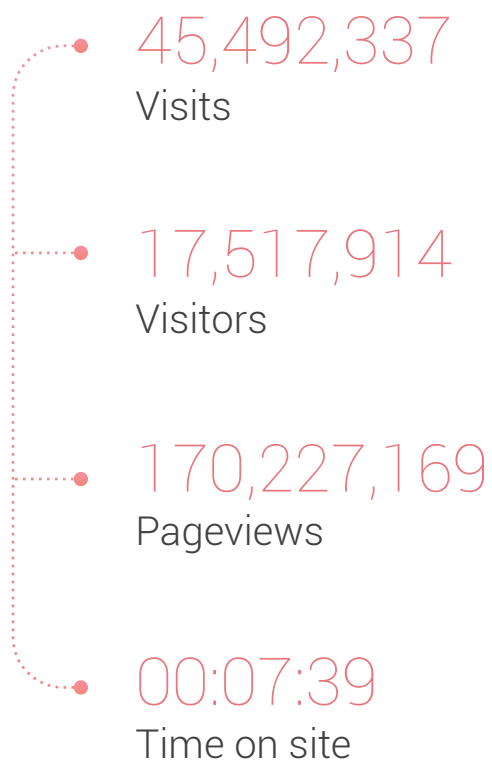 45,492,337
Visits
17,517,914
Visitors
170,227,169
Pageviews
00:07:39
Time on site